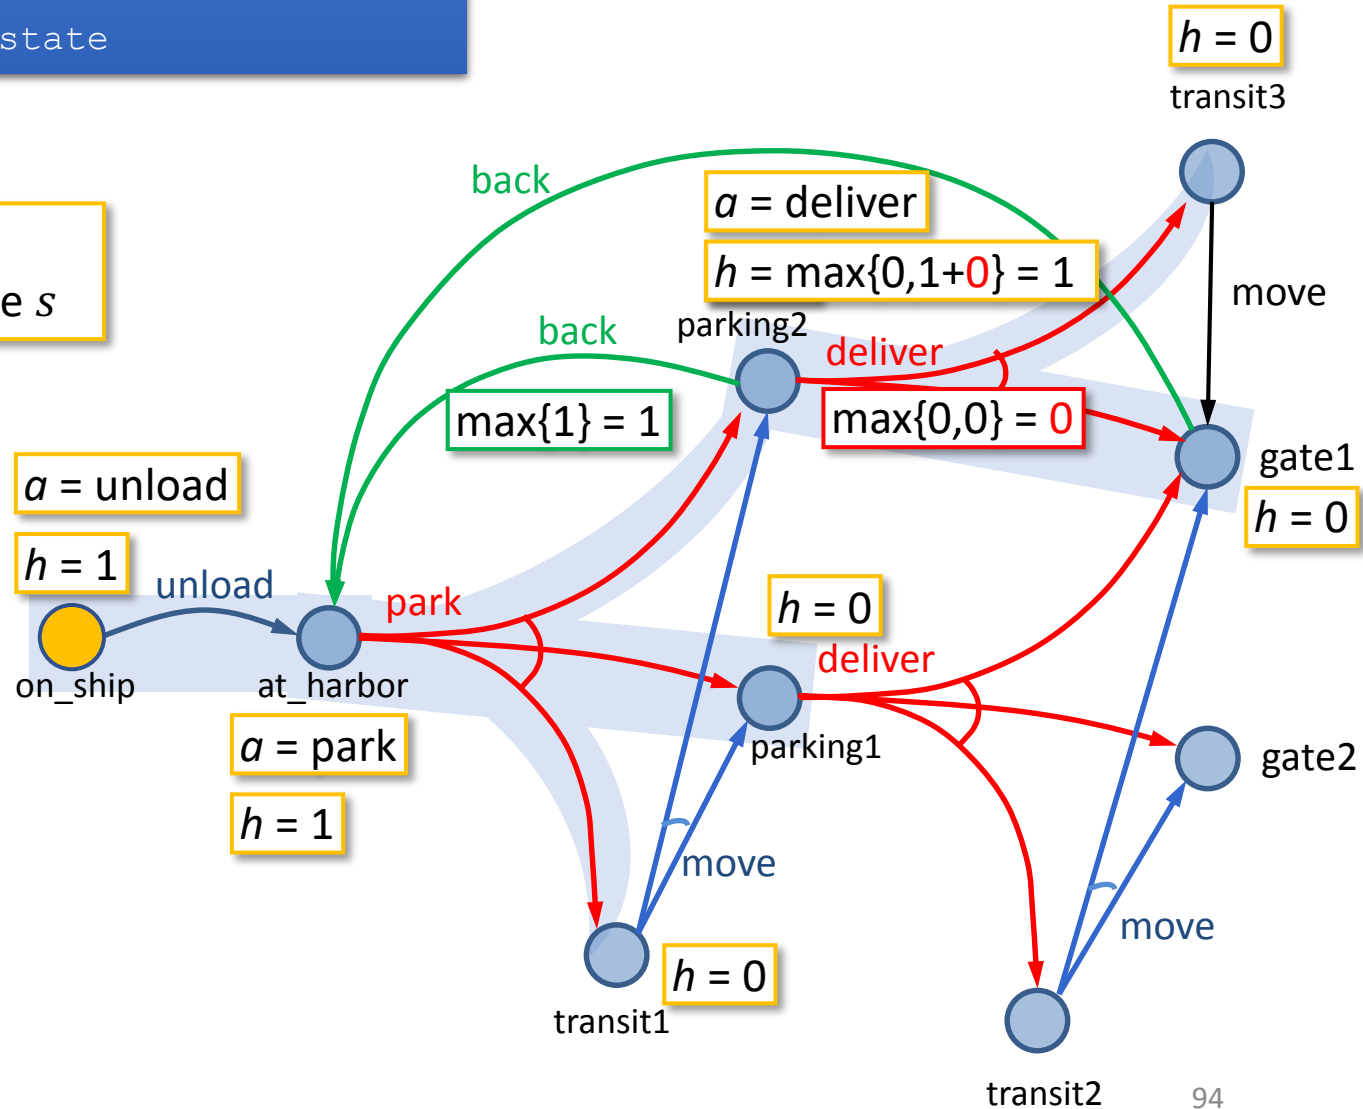 state
e s
h = 0
transit3
back
a = deliver
h = max{0,1+0} = 1
move
parking2
back
deliver
max{1} = 1
max{0,0} = 0
gate1
h = 0
a = unload
h = 1
unload
park
h = 0
deliver
on_ship
at_harbor
parking1
gate2
a = park
h = 1
move
move
h = 0
transit1
transit2
94